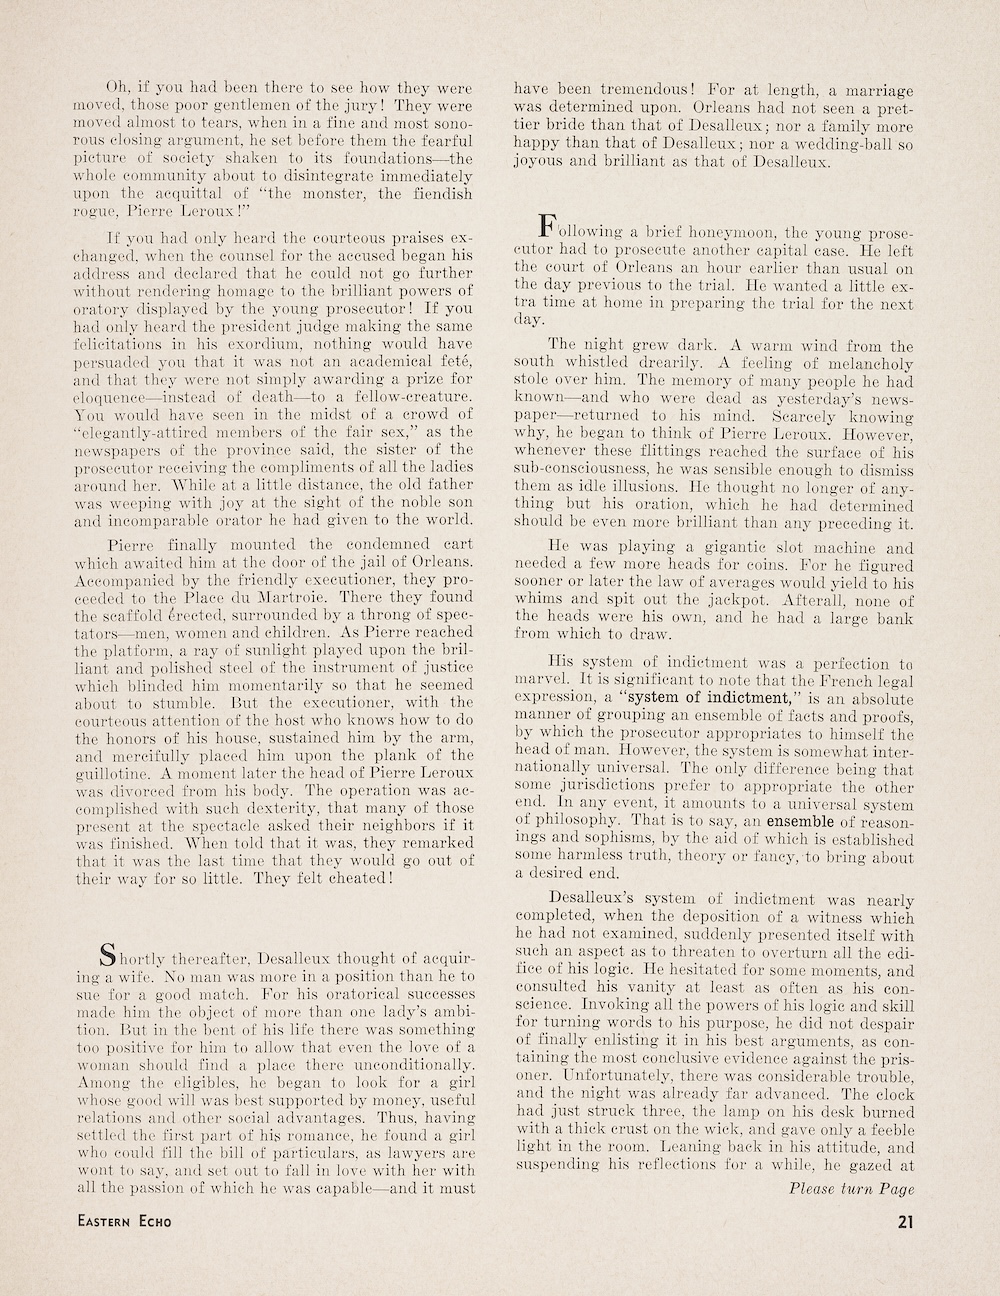 Oh, if you had been there to see how they were
moved, those poor gentlemen of the jury! They were
moved almost to tears, when in a fine and most sono-
rous closing argument, he set before them the fearful
picture of society shaken to its foundations—the
whole community about to disintegrate immediately
upon the acquittal of “the monster, the fiendish
rogue, Pierre Leroux!”
If you had only heard the courteous praises ex-
changed, when the counsel for the accused began his
address and declared that he could not go further
without rendering homage to the brilliant powers of
oratory displayed by the young prosecutor! If you
had only heard the president judge making the same
felicitations in his exordium, nothing would have
persuaded you that it was not an academical feté,
and that they were not simply awarding a prize for
eloquence—instead of death—to a fellow-creature.
You would have seen in the midst of a crowd of
“elegantly-attired members of the fair sex,” as the
newspapers of the province said, the sister of the
prosecutor receiving the compliments of all the ladies
around her. While at a little distance, the old father
was weeping with joy at the sight of the noble son
and incomparable orator he had given to the world.
Pierre finally mounted the condemned cart
which awaited him at the door of the jail of Orleans.
Accompanied by the friendly executioner, they pro-
ceeded to the Place du Martroie. There they found
the scaffold érected, surrounded by a throng of spec-
tators—men, women and children. As Pierre reached
the platform, a ray of sunlight played upon the bril-
liant and polished steel of the instrument of justice
which blinded him momentarily so that he seemed
about to stumble. But the executioner, with the
courteous attention of the host who knows how to do
the honors of his house, sustained him by the arm,
and mercifully placed him upon the plank of the
guillotine. A moment later the head of Pierre Leroux
was divorced from his body. The operation was ac-
complished with such dexterity, that many of those
present at the spectacle asked their neighbors if it
was finished. When told that it was, they remarked
that it was the last time that they would go out of
their way for so little. They felt cheated!
Shortly thereafter, Desalleux thought of acquir-
ing a wife. No man was more in a position than he to
sue for a good match. For his oratorical successes
made him the object of more than one lady’s ambi-
tion. But in the bent of his life there was something
too positive for him to allow that even the love of a
woman should find a place there unconditionally.
Among the eligibles, he began to look for a girl
whose good will was best supported by money, useful
relations and other social advantages. Thus, having
settled the first part of his romance, he found a girl
who could fill the bill of particulars, as lawyers are
wont to say, and set out to fall in love with her with
all the passion of which he was capable—and it must
have been tremendous! For at length, a marriage
was determined upon. Orleans had not seen a pret-
tier bride than that of Desalleux; nor a family more
happy than that of Desalleux; nor a wedding-ball so
joyous and brilliant as that of Desalleux.
Following a brief honeymoon, the young prose-
cutor had to prosecute another capital case. He left
the court of Orleans an hour earlier than usual on
the day previous to the trial. He wanted a little ex-
tra time at home in preparing the trial for the next
day.
The night grew dark. A warm wind from the
south whistled drearily. A feeling of melancholy
stole over him. The memory of many people he had
known—and who were dead as yesterday’s news-
paper—returned to his mind. Scarcely knowing
why, he began to think of Pierre Leroux. However,
whenever these flittings reached the surface of his
sub-consciousness, he was sensible enough to dismiss
them as idle illusions. He thought no longer of any-
thing but his oration, which he had determined
should be even more brilliant than any preceding it.
He was playing a gigantic slot machine and
needed a few more heads for coins. For he figured
sooner or later the law of averages would yield to his
whims and spit out the jackpot. Afterall, none of
the heads were his own, and he had a large bank
from which to draw.
His system of indictment was a perfection to
marvel. It is significant to note that the French legal
expression, a “system of indictment,” is an absolute
manner of grouping an ensemble of facts and proofs,
by which the prosecutor appropriates to himself the
head of man. However, the system is somewhat inter-
nationally universal. The only difference being that
some jurisdictions prefer to appropriate the other
end. In any event, it amounts to a universal system
of philosophy. That is to say, an ensemble of reason-
ings and sophisms, by the aid of which is established
some harmless truth, theory or fancy, to bring about
a desired end.
Desalleux’s system of indictment was nearly
completed, when the deposition of a witness which
he had not examined, suddenly presented itself with
such an aspect as to threaten to overturn all the edi-
fice of his logic. He hesitated for some moments, and
consulted his vanity at least as often as his con-
science. Invoking all the powers of his logic and skill
for turning words to his purpose, he did not despair
of finally enlisting it in his best arguments, as con-
taining the most conclusive evidence against the pris-
oner. Unfortunately, there was considerable trouble,
and the night was already far advanced. The clock
had just struck three, the lamp on his desk burned
with a thick crust on the wick, and gave only a feeble
light in the room. Leaning back in his attitude, and
suspending his reflections for a while, he gazed at
Please turn Page
EASTERN ECHO
21